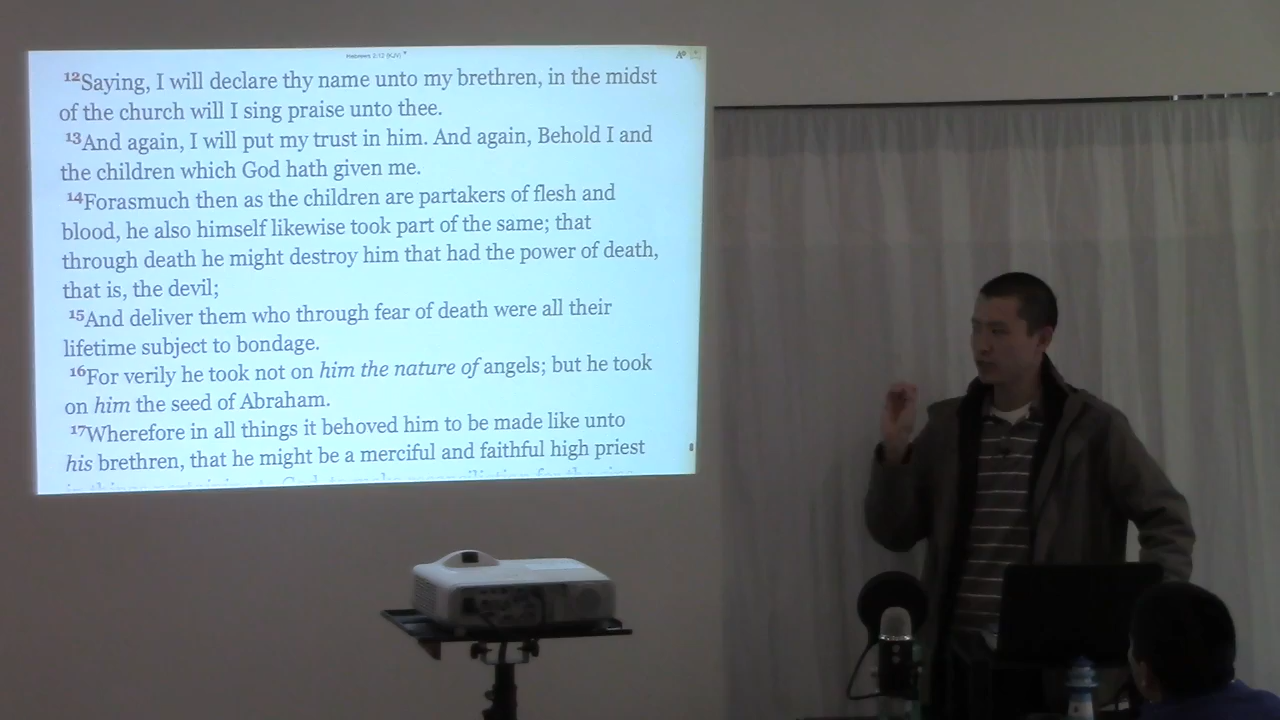 Hebrews 2:12 (KJV)
12Saying, I will declare thy name unto my brethren, in the midst
of the church will I sing praise unto thee.
13And again, I will put my trust in him. And again, Behold I and
the children which God hath given me.
14Forasmuch then as the children are partakers of flesh and
blood, he also himself likewise took part of the same; that
through death he might destroy him that had the power of death,
that is, the devil;
15And deliver them who through fear of death were all their
lifetime subject to bondage.
16For verily he took not on him the nature of angels; but he took
on him the seed of Abraham.
17Wherefore in all things it behoved him to be made like unto
his brethren, that he might be a merciful and faithful high priest